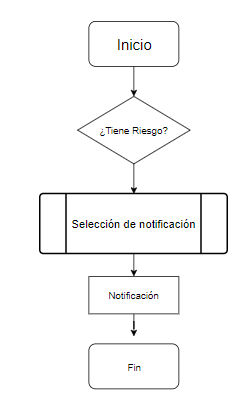 Inicio
¿Tiene Riesgo?
Selección de notificación
Notificación
Fin